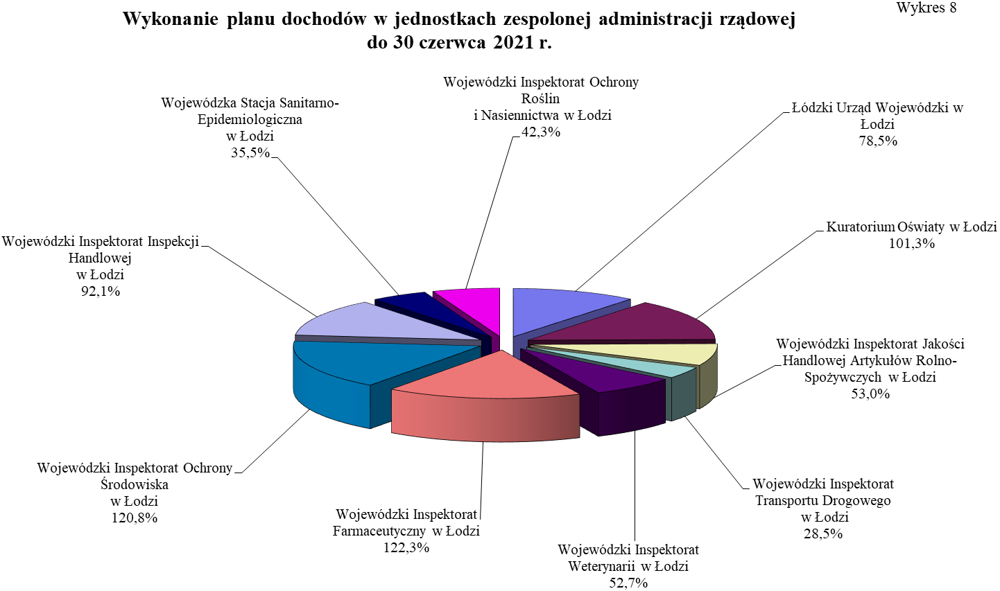 Wykres 8
Wykonanie planu dochodów w jednostkach zespolonej administracji rządowej
do 30 czerwca 2021 r.
Wojewódzki Inspektorat Ochrony
Roślin
i Nasiennictwa w Łodzi
42,3%
Wojewódzka Stacja Sanitarno-
Epidemiologiczna
w Łodzi
35,5%
Łódzki Urząd Wojewódzki w
Łodzi
78,5%
Kuratorium Oświaty w Łodzi
101,3%
Wojewódzki Inspektorat Inspekcji
Handlowej
w Łodzi
92,1%
Wojewódzki Inspektorat Jakości
Handlowej Artykułów Rolno-
Spożywczych w Łodzi
53,0%
Wojewódzki Inspektorat Ochrony
Środowiska
w Łodzi
120,8%
Wojewódzki Inspektorat
Transportu Drogowego
w Łodzi
28,5%
Wojewódzki Inspektorat
Farmaceutyczny w Łodzi
122,3%
Wojewódzki Inspektorat
Weterynarii w Łodzi
52,7%